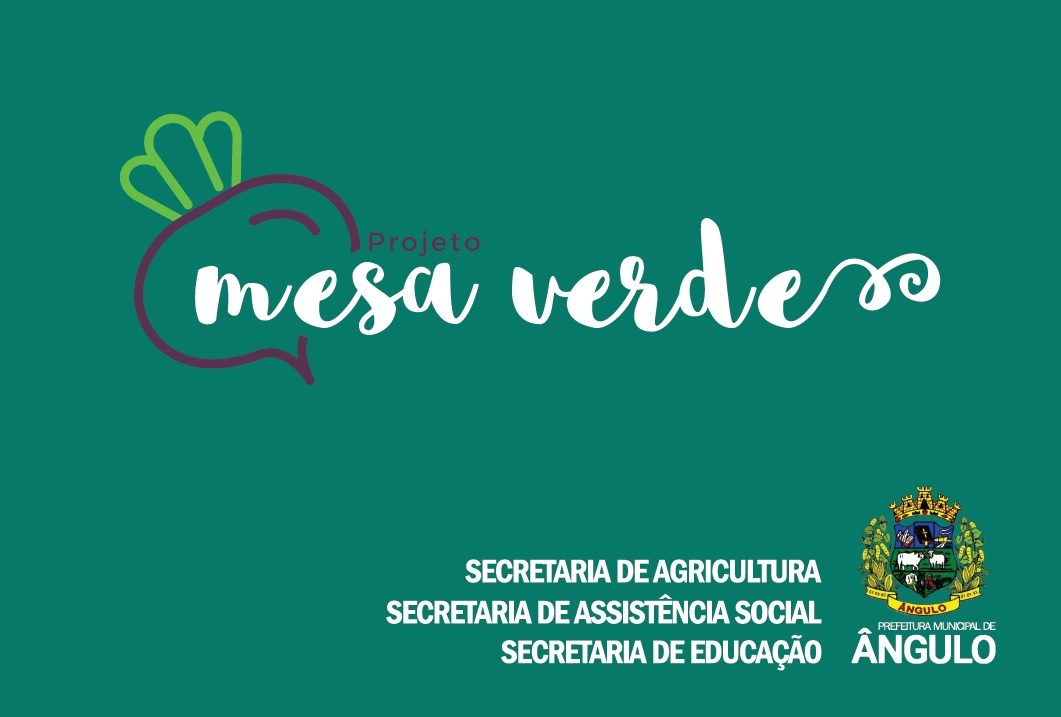 Projeto
mesa verde
SECRETARIA DE AGRICULTURA
SECRETARIA DE ASSISTÊNCIA SOCIAL
SECRETARIA DE EDUCAÇÃO
ÂNGULO
PREFEITURA MUNICIPAL DE
ÂNGULO